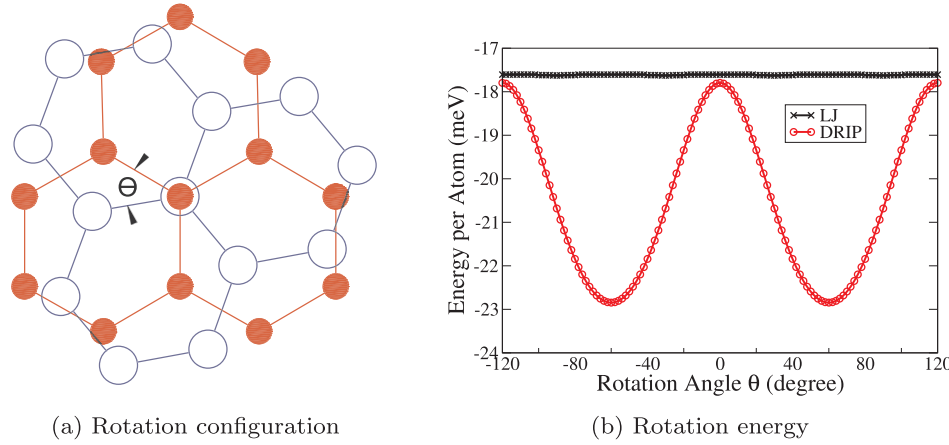 Θ
(a) Rotation configuration
-17
-18
-19
-20
-21
-22
-23
-24
Energy per Atom (meV)
LJ
DRIP
-120 -80 -40 0 40 80 120
Rotation Angle θ (degree)
(b) Rotation energy